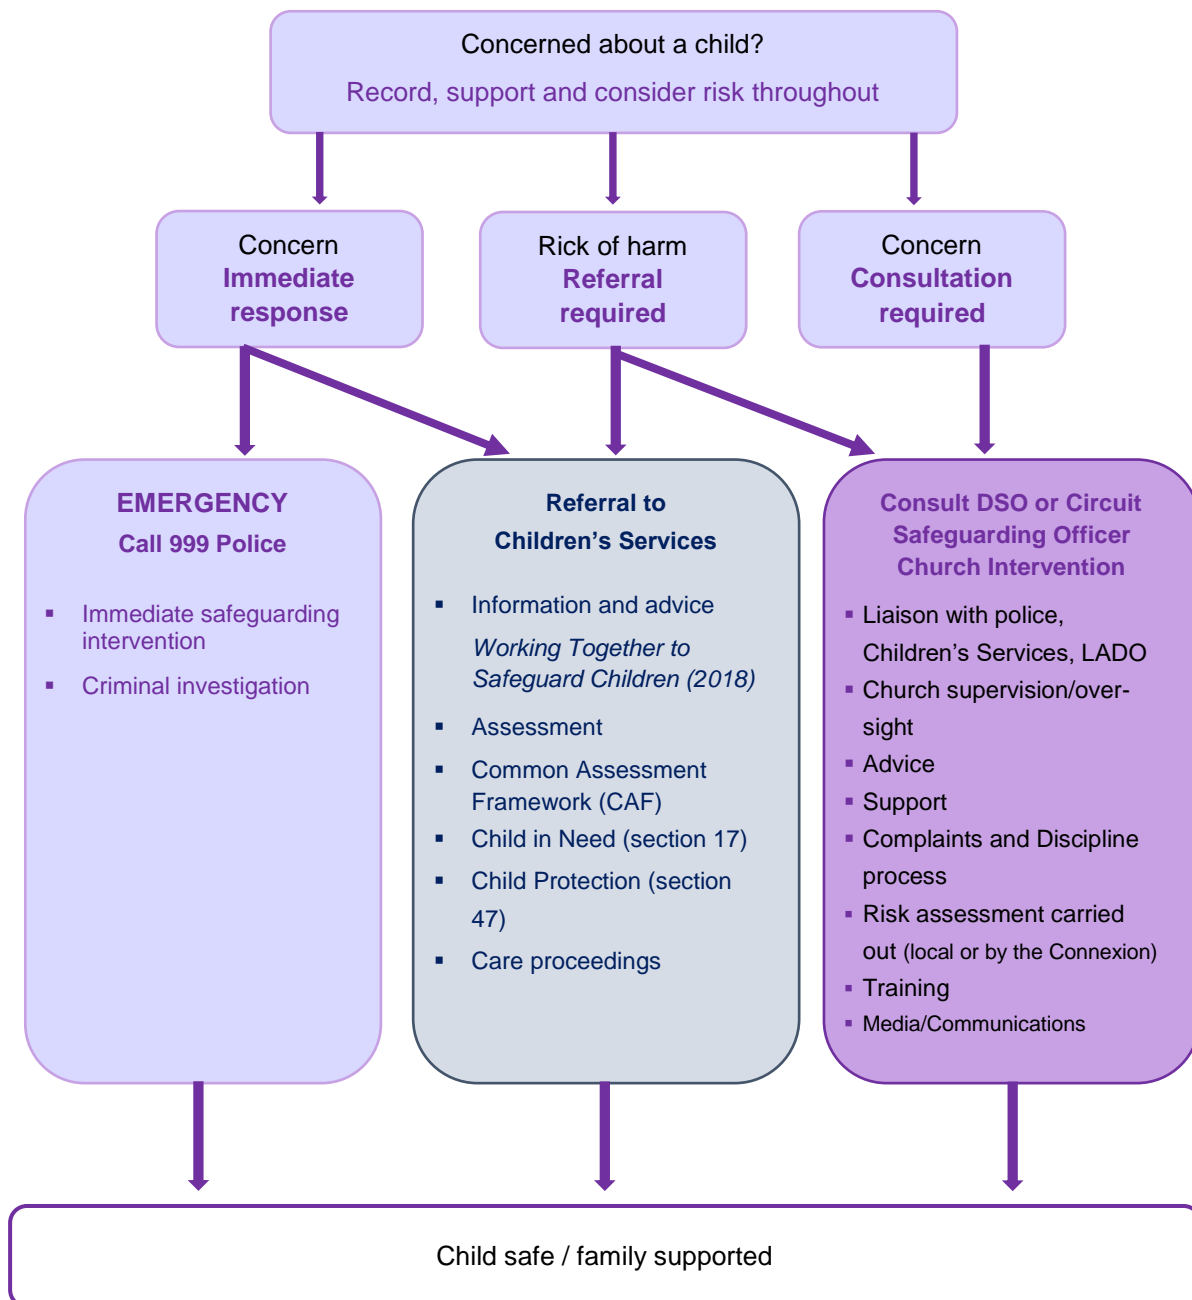 Concerned about a child?
Record, support and consider risk throughout
Concern
Immediate
response
Rick of harm
Referral
required
Concern
Consultation
required
EMERGENCY
Call 999 Police
▪ Immediate safeguarding
intervention
▪ Criminal investigation
Referral to
Children’s Services
▪ Information and advice
Working Together to
Safeguard Children (2018)
▪ Assessment
▪ Common Assessment
Framework (CAF)
▪ Child in Need (section 17)
▪ Child Protection (section
47)
▪ Care proceedings
Consult DSO or Circuit
Safeguarding Officer
Church Intervention
▪ Liaison with police,
Children’s Services, LADO
▪ Church supervision/over-
sight
▪ Advice
▪ Support
▪ Complaints and Discipline
process
▪ Risk assessment carried
out (local or by the Connexion)
▪ Training
▪ Media/Communications
Child safe / family supported